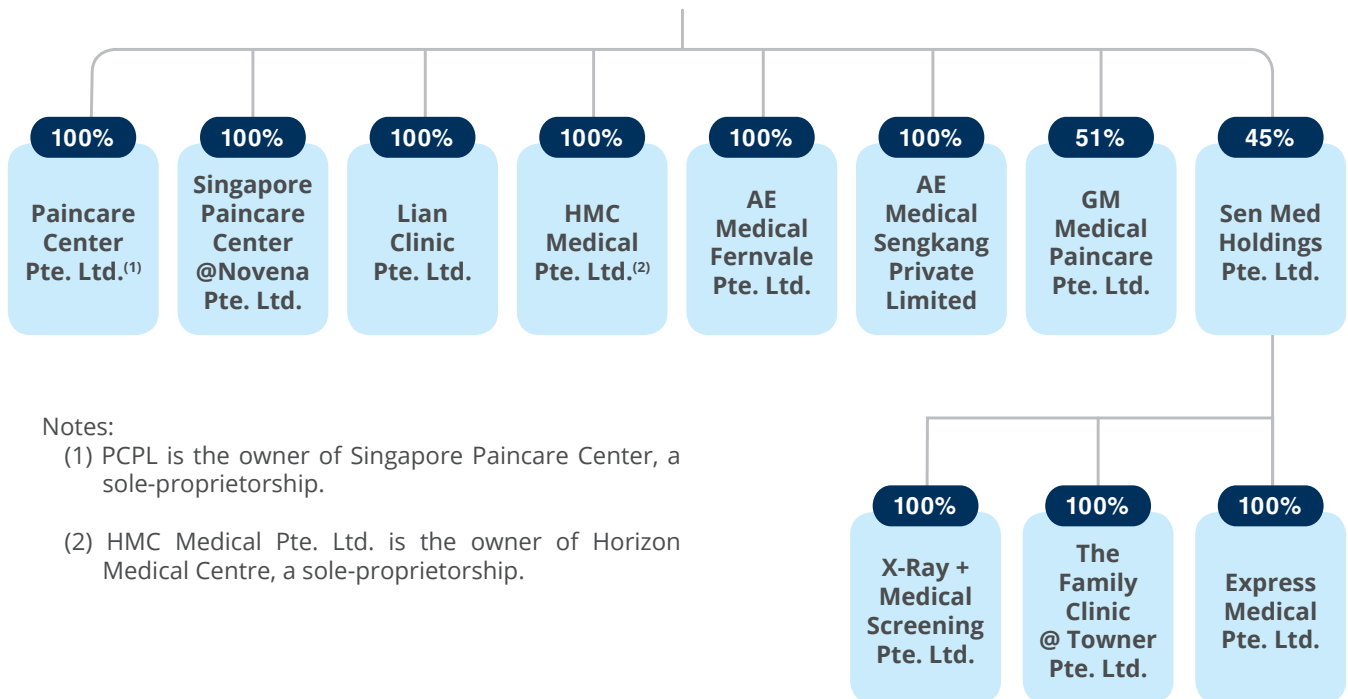 100%
Paincare
Center
Pte. Ltd.(1)
100%
Singapore
Paincare
Center
@Novena
Pte. Ltd.
100%
Lian
Clinic
Pte. Ltd.
100%
HMC
Medical
Pte. Ltd.(2)
100%
AE
Medical
Fernvale
Pte. Ltd.
100%
AE
Medical
Sengkang
Private
Limited
51%
GM
Medical
Paincare
Pte. Ltd.
45%
Sen Med
Holdings
Pte. Ltd.
Notes:
(1) PCPL is the owner of Singapore Paincare Center, a
sole-proprietorship.
(2) HMC Medical Pte. Ltd. is the owner of Horizon
Medical Centre, a sole-proprietorship.
100%
X-Ray +
Medical
Screening
Pte. Ltd.
100%
The
Family
Clinic
@ Towner
Pte. Ltd.
100%
Express
Medical
Pte. Ltd.